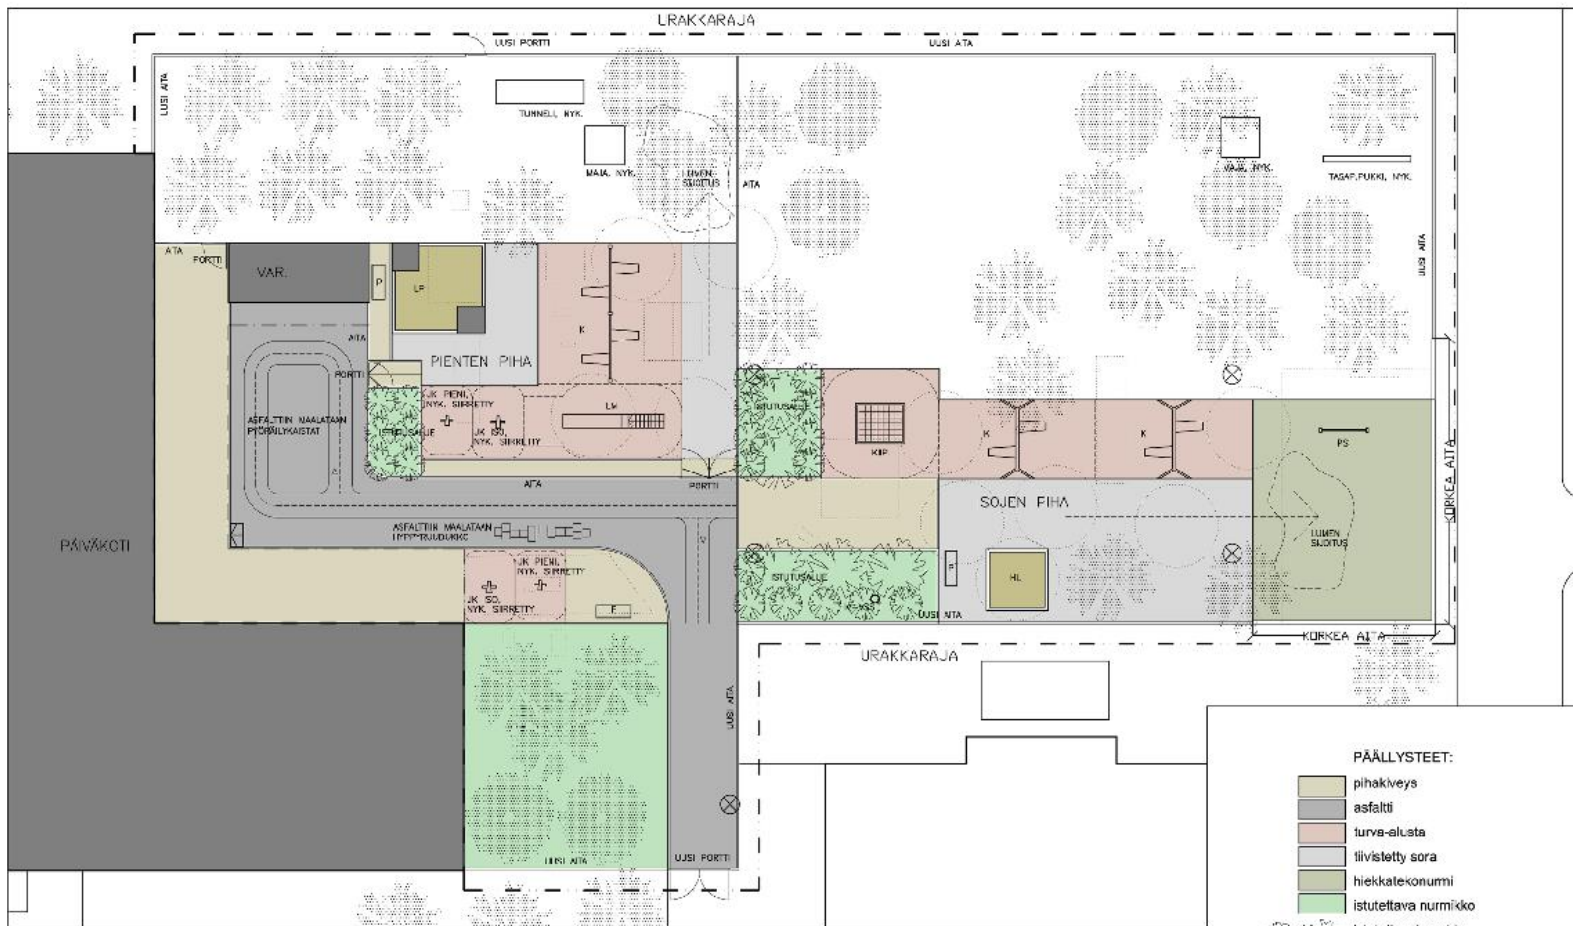 URAKKARAJA
UUSI PORTTI
UUSI AITA
UUSI AITA
TUNNELI, NYK.
MAJA, NYK.
LUMEN
SIJOITUS
AITA
MAJA, NYK.
TASAP.PUKKI, NYK.
UUSI AITA
AITA
PORTTI
VAR.
P
LP
K
AITA
PIENTEN PIHA
PORTTI
JK PIENI,
NYK. SIIRRETTY
LM
JK ISO,
NYK. SIIRRETTY
ASFALTTIIN MAALATAAN
PYÖRÄILYKAISTAT
ISTUTUSALUE
ISTUTUSALUE
KIIP
K
K
PS
KORKEA AITA
AITA
PORTTI
SOJEN PIHA
ASFALTTIIN MAALATAAN
HYPPYRUUDUKKO
LUMEN
SIJOITUS
PÄIVÄKOTI
JK PIENI,
NYK. SIIRRETTY
JK ISO,
NYK. SIIRRETTY
ISTUTUSALUE
HL
UUSI AITA
KORKEA AITA
URAKKARAJA
UUSI AITA
UUSI AITA
UUSI PORTTI
PÄÄLLYSTEET:
pihakiveys
asfaltti
turva-alusta
tiivistetty sora
hiekkatekonurmi
istutettava nurmikko